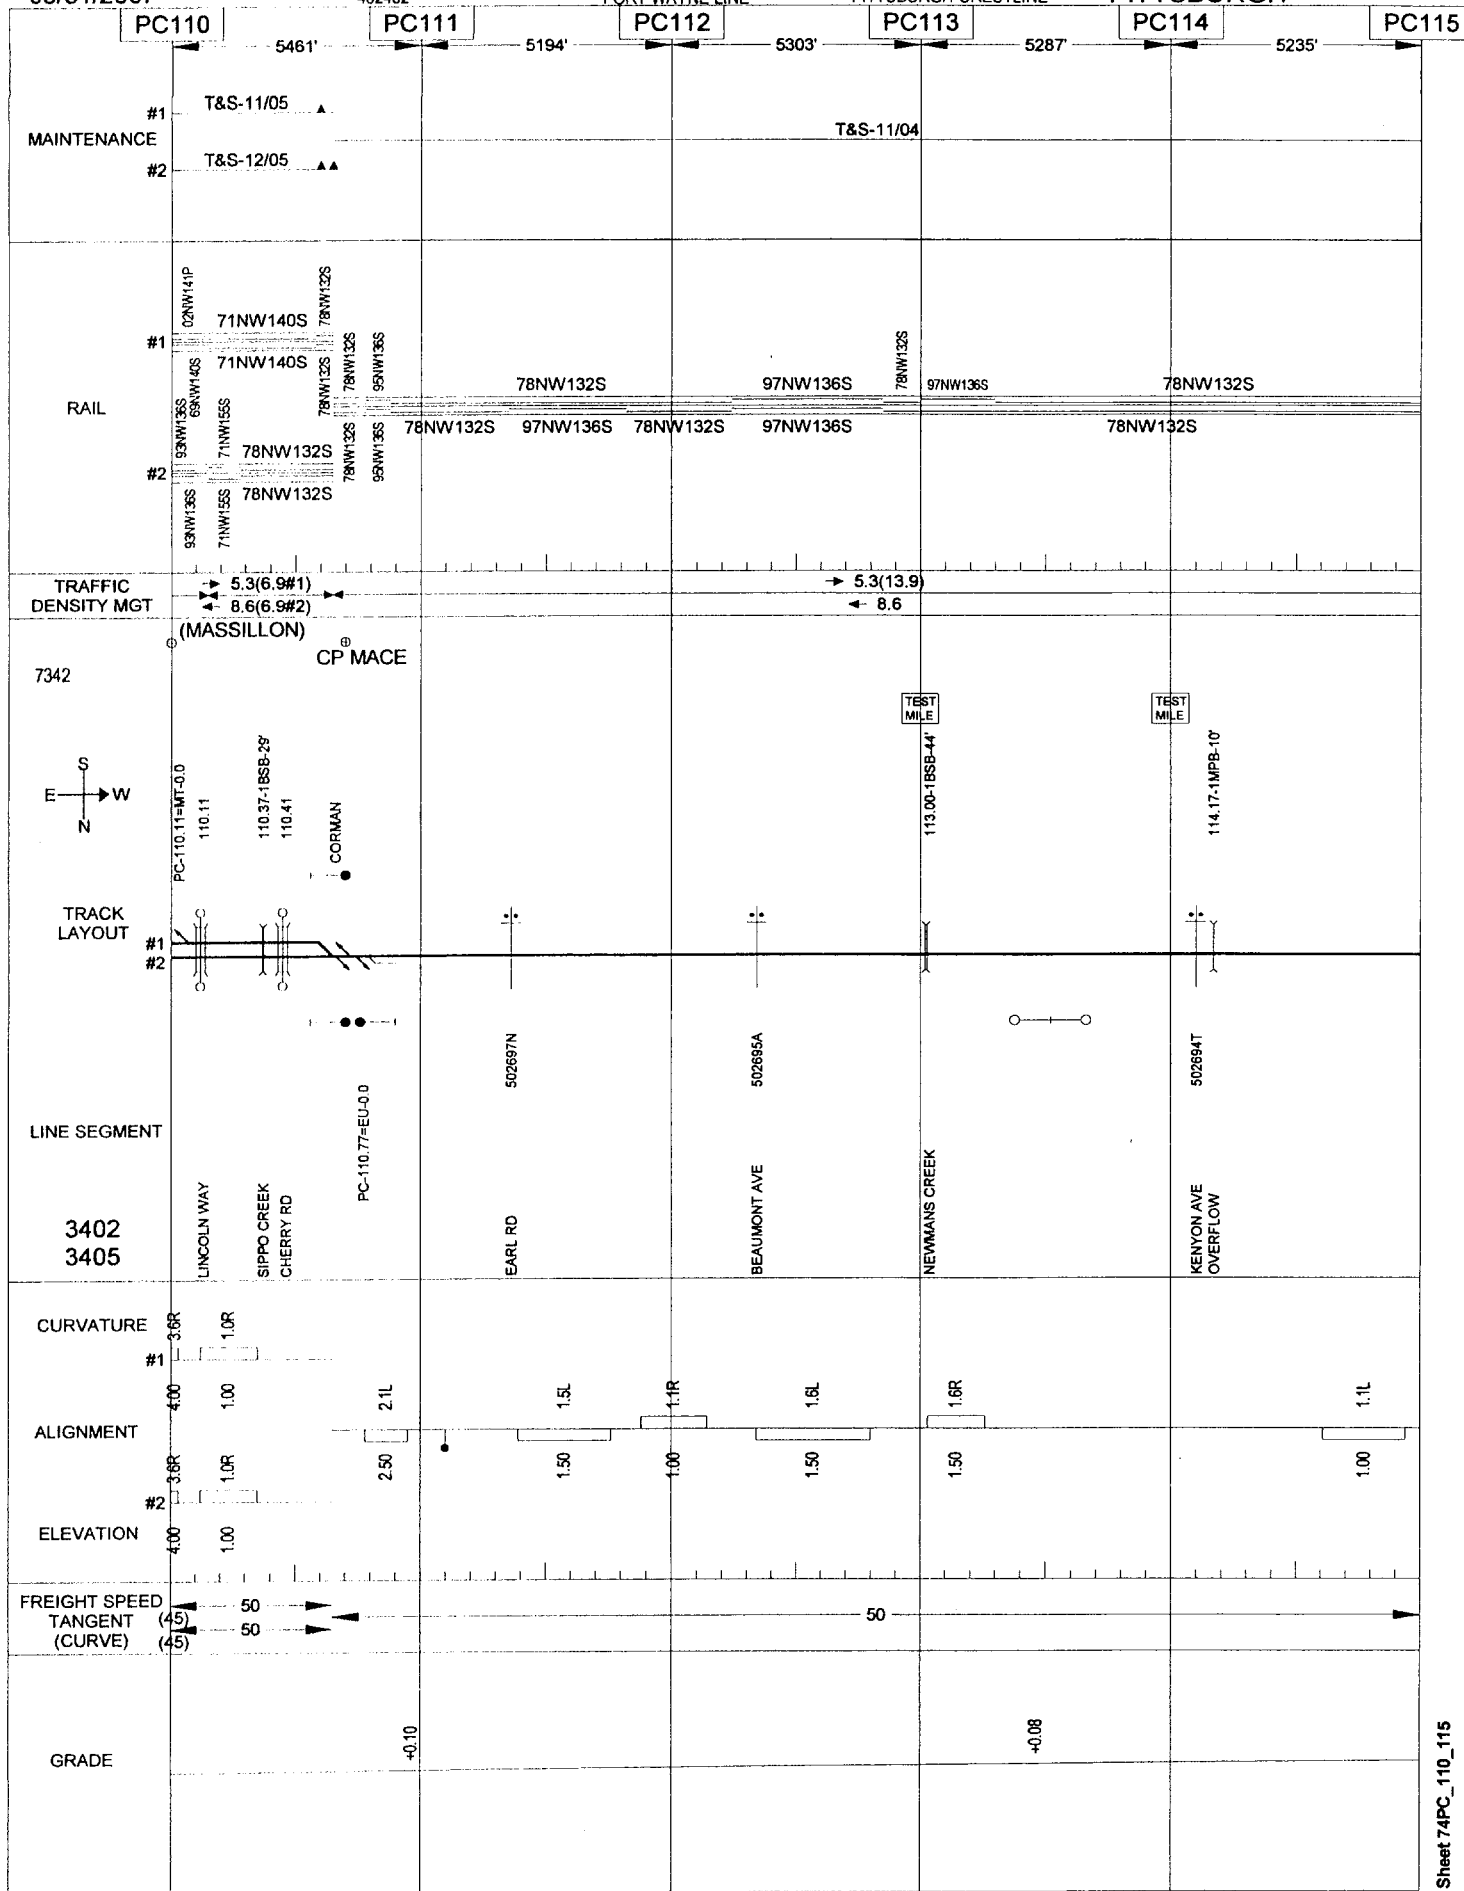 PC110 PC111 PC112 PC113 PC114 PC115
5461' 5194' 5303' 5287' 5235'
MAINTENANCE
#1 T&S-11/05
T&S-11/04
#2 T&S-12/05
RAIL
#1
#2
02NW141P
71NW140S
78NW132S
69NW140S
71NW140S
78NW132S
93NW136S
71NW155S
78NW132S
93NW136S
71NW155S
78NW132S
78NW132S
95NW136S
78NW132S
95NW136S
78NW132S
97NW136S
78NW132S
97NW136S
78NW132S
78NW132S
97NW136S
78NW132S
97NW136S
78NW132S
TRAFFIC
DENSITY MGT
5.3(6.9#1)
8.6(6.9#2)
5.3(13.9)
8.6
(MASSILLON)
CP MACE
7342
S
E W
N
TEST
MILE
TEST
MILE
PC-110.11=MT-0.0
110.11
110.37-1BSB-29'
110.41
CORMAN
113.00-1BSB-44'
114.17-1MPB-10'
TRACK
LAYOUT
#1
#2
502697N
502695A
502694T
PC-110.77=EU-0.0
LINE SEGMENT
3402
3405
LINCOLN WAY
SIPPO CREEK
CHERRY RD
EARL RD
BEAUMONT AVE
NEWMANS CREEK
KENYON AVE
OVERFLOW
CURVATURE
#1
3.6R
1.0R
4.00
1.00
ALIGNMENT
2.1L
1.5L
1.1R
1.6L
1.6R
1.1L
2.50
1.50
1.00
1.50
1.50
1.00
3.6R
1.0R
#2
ELEVATION
4.00
1.00
FREIGHT SPEED
TANGENT (45)
(CURVE) (45)
50
50
50
GRADE
+0.10
+0.08
Sheet 74PC_110_115